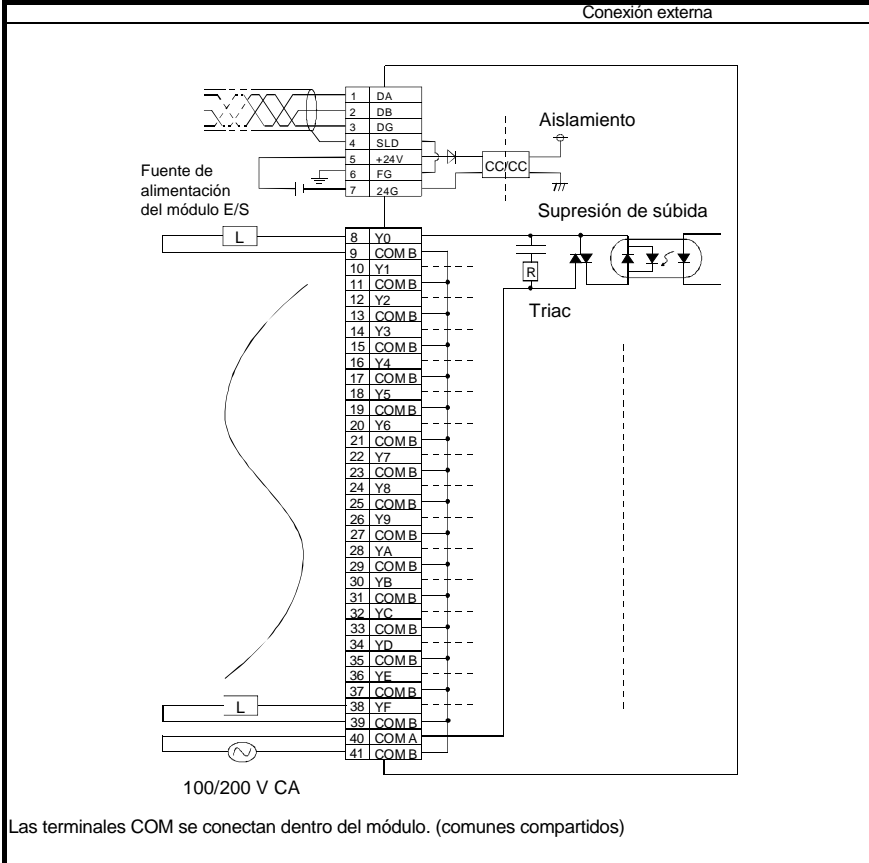 Conexión externa
1 DA
2 DB
3 DG
4 SLD
5 +24V
6 FG
7 24G
Aislamiento
CC/CC
Fuente de
alimentación
del módulo E/S
Supresión de súbida
L
8 Y0
9 COM B
10 Y1
11 COM B
12 Y2
13 COM B
14 Y3
15 COM B
16 Y4
17 COM B
18 Y5
19 COM B
20 Y6
21 COM B
22 Y7
23 COM B
24 Y8
25 COM B
26 Y9
27 COM B
28 YA
29 COM B
30 YB
31 COM B
32 YC
33 COM B
34 YD
35 COM B
36 YE
37 COM B
38 YF
39 COM B
40 COM A
41 COM B
R
Triac
L
100/200 V CA
Las terminales COM se conectan dentro del módulo. (comunes compartidos)